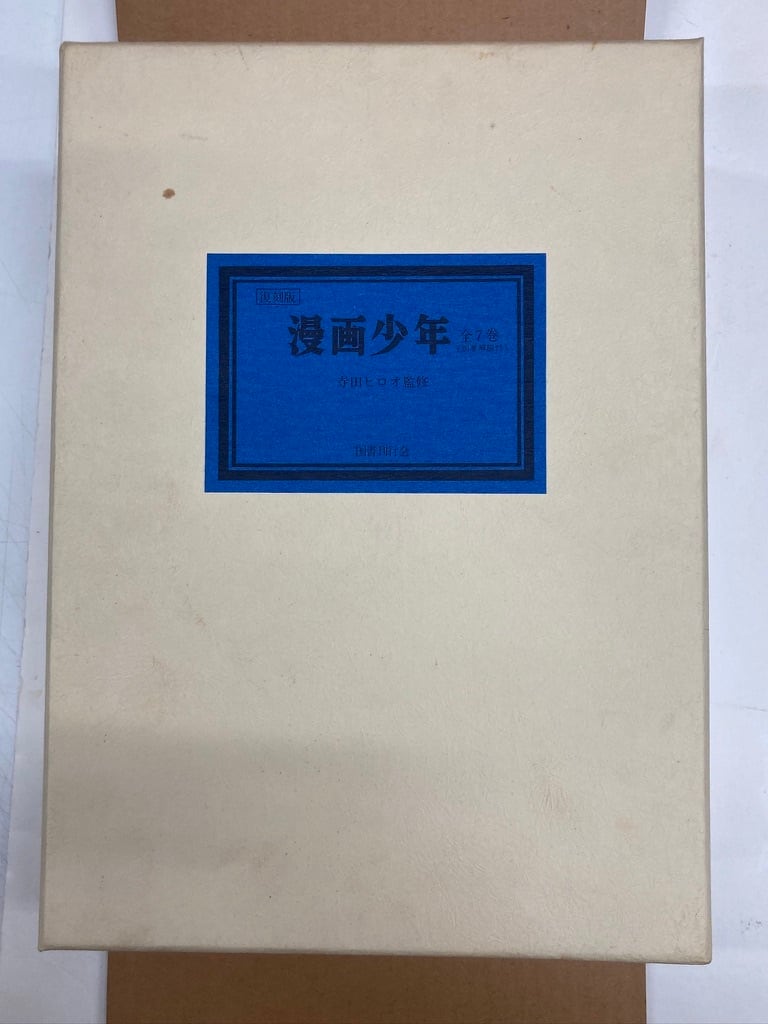 復刻版
漫画少年 全7巻
寺田ヒロオ監修
国書刊行会